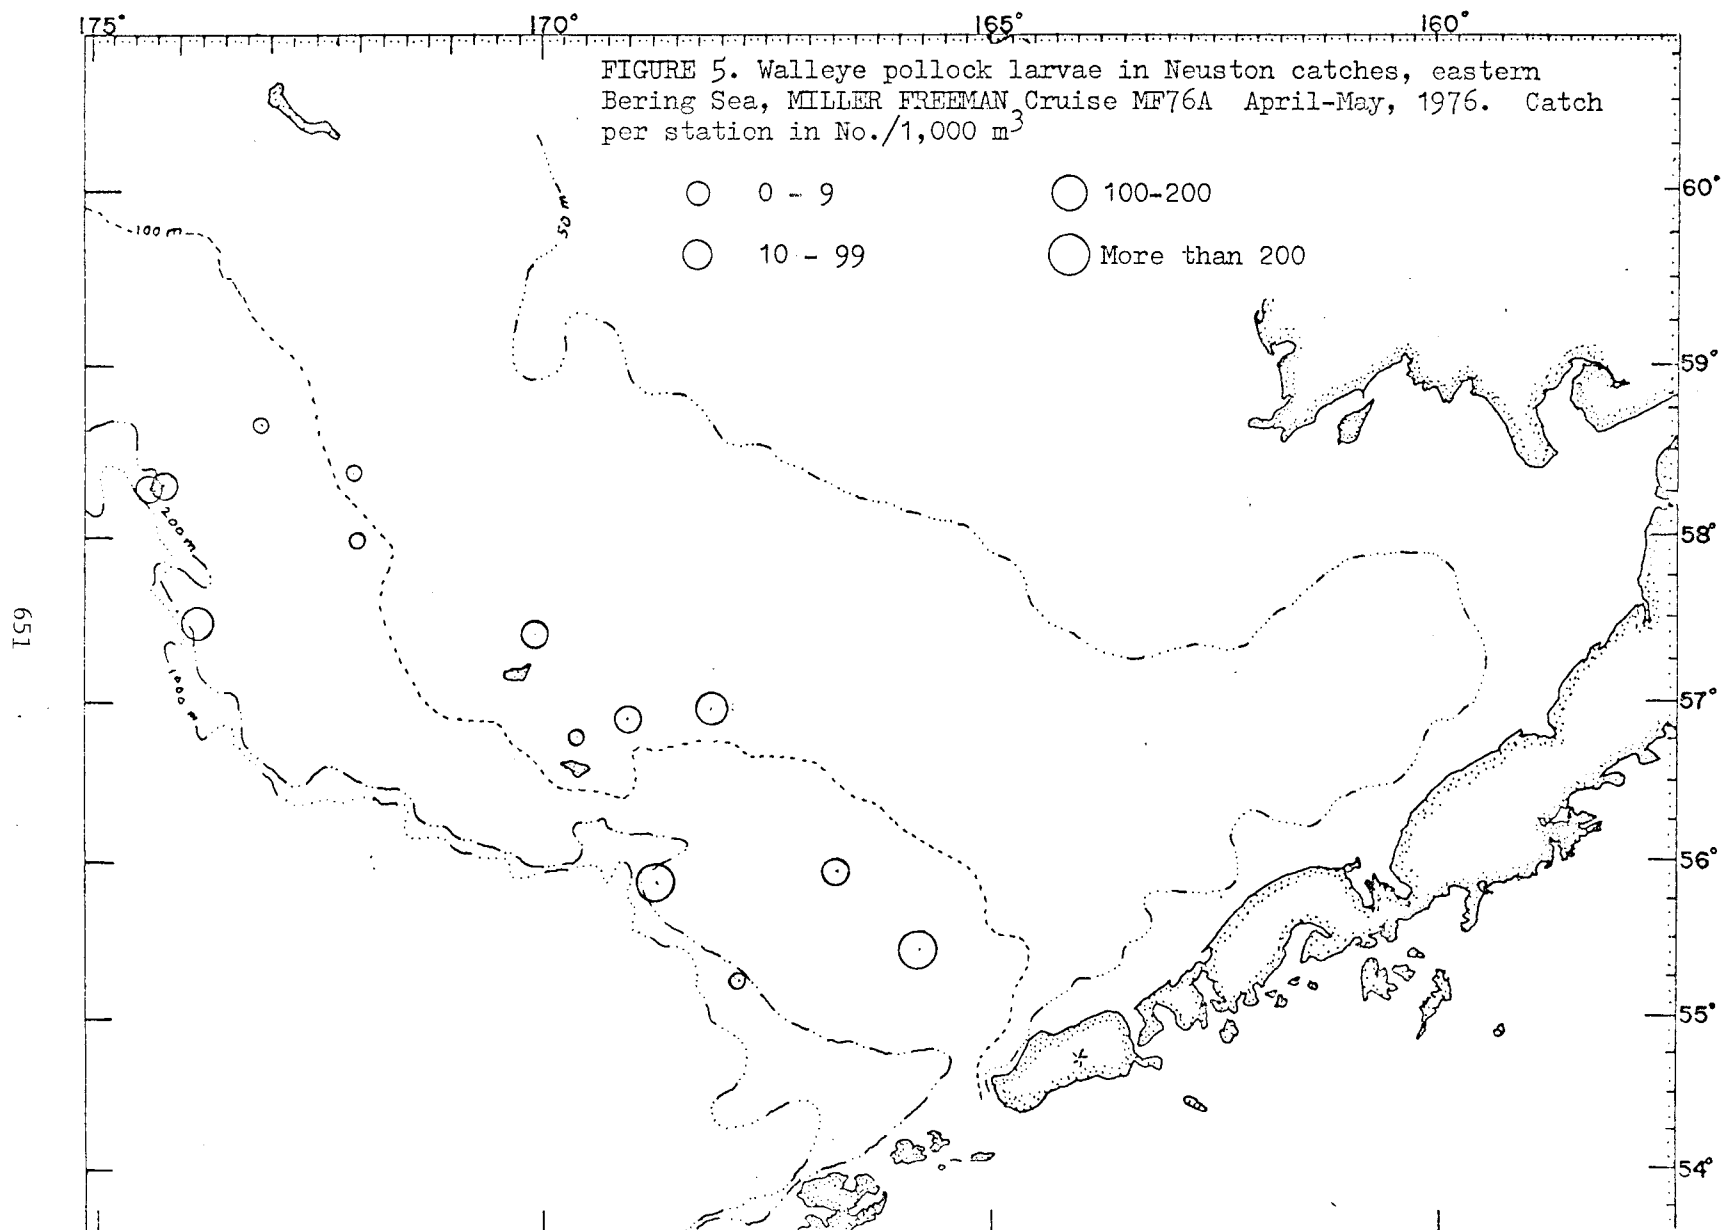 175° 170° 165° 160°
FIGURE 5. Walleye pollock larvae in Neuston catches, eastern
Bering Sea, MILLER FREEMAN Cruise MF76A April-May, 1976. Catch
per station in No./1,000 m³
0 - 9 100-200
10 - 99 More than 200
60°
50 m
100 m
59°
200 m
58°
651
1000 m
57°
56°
55°
54°